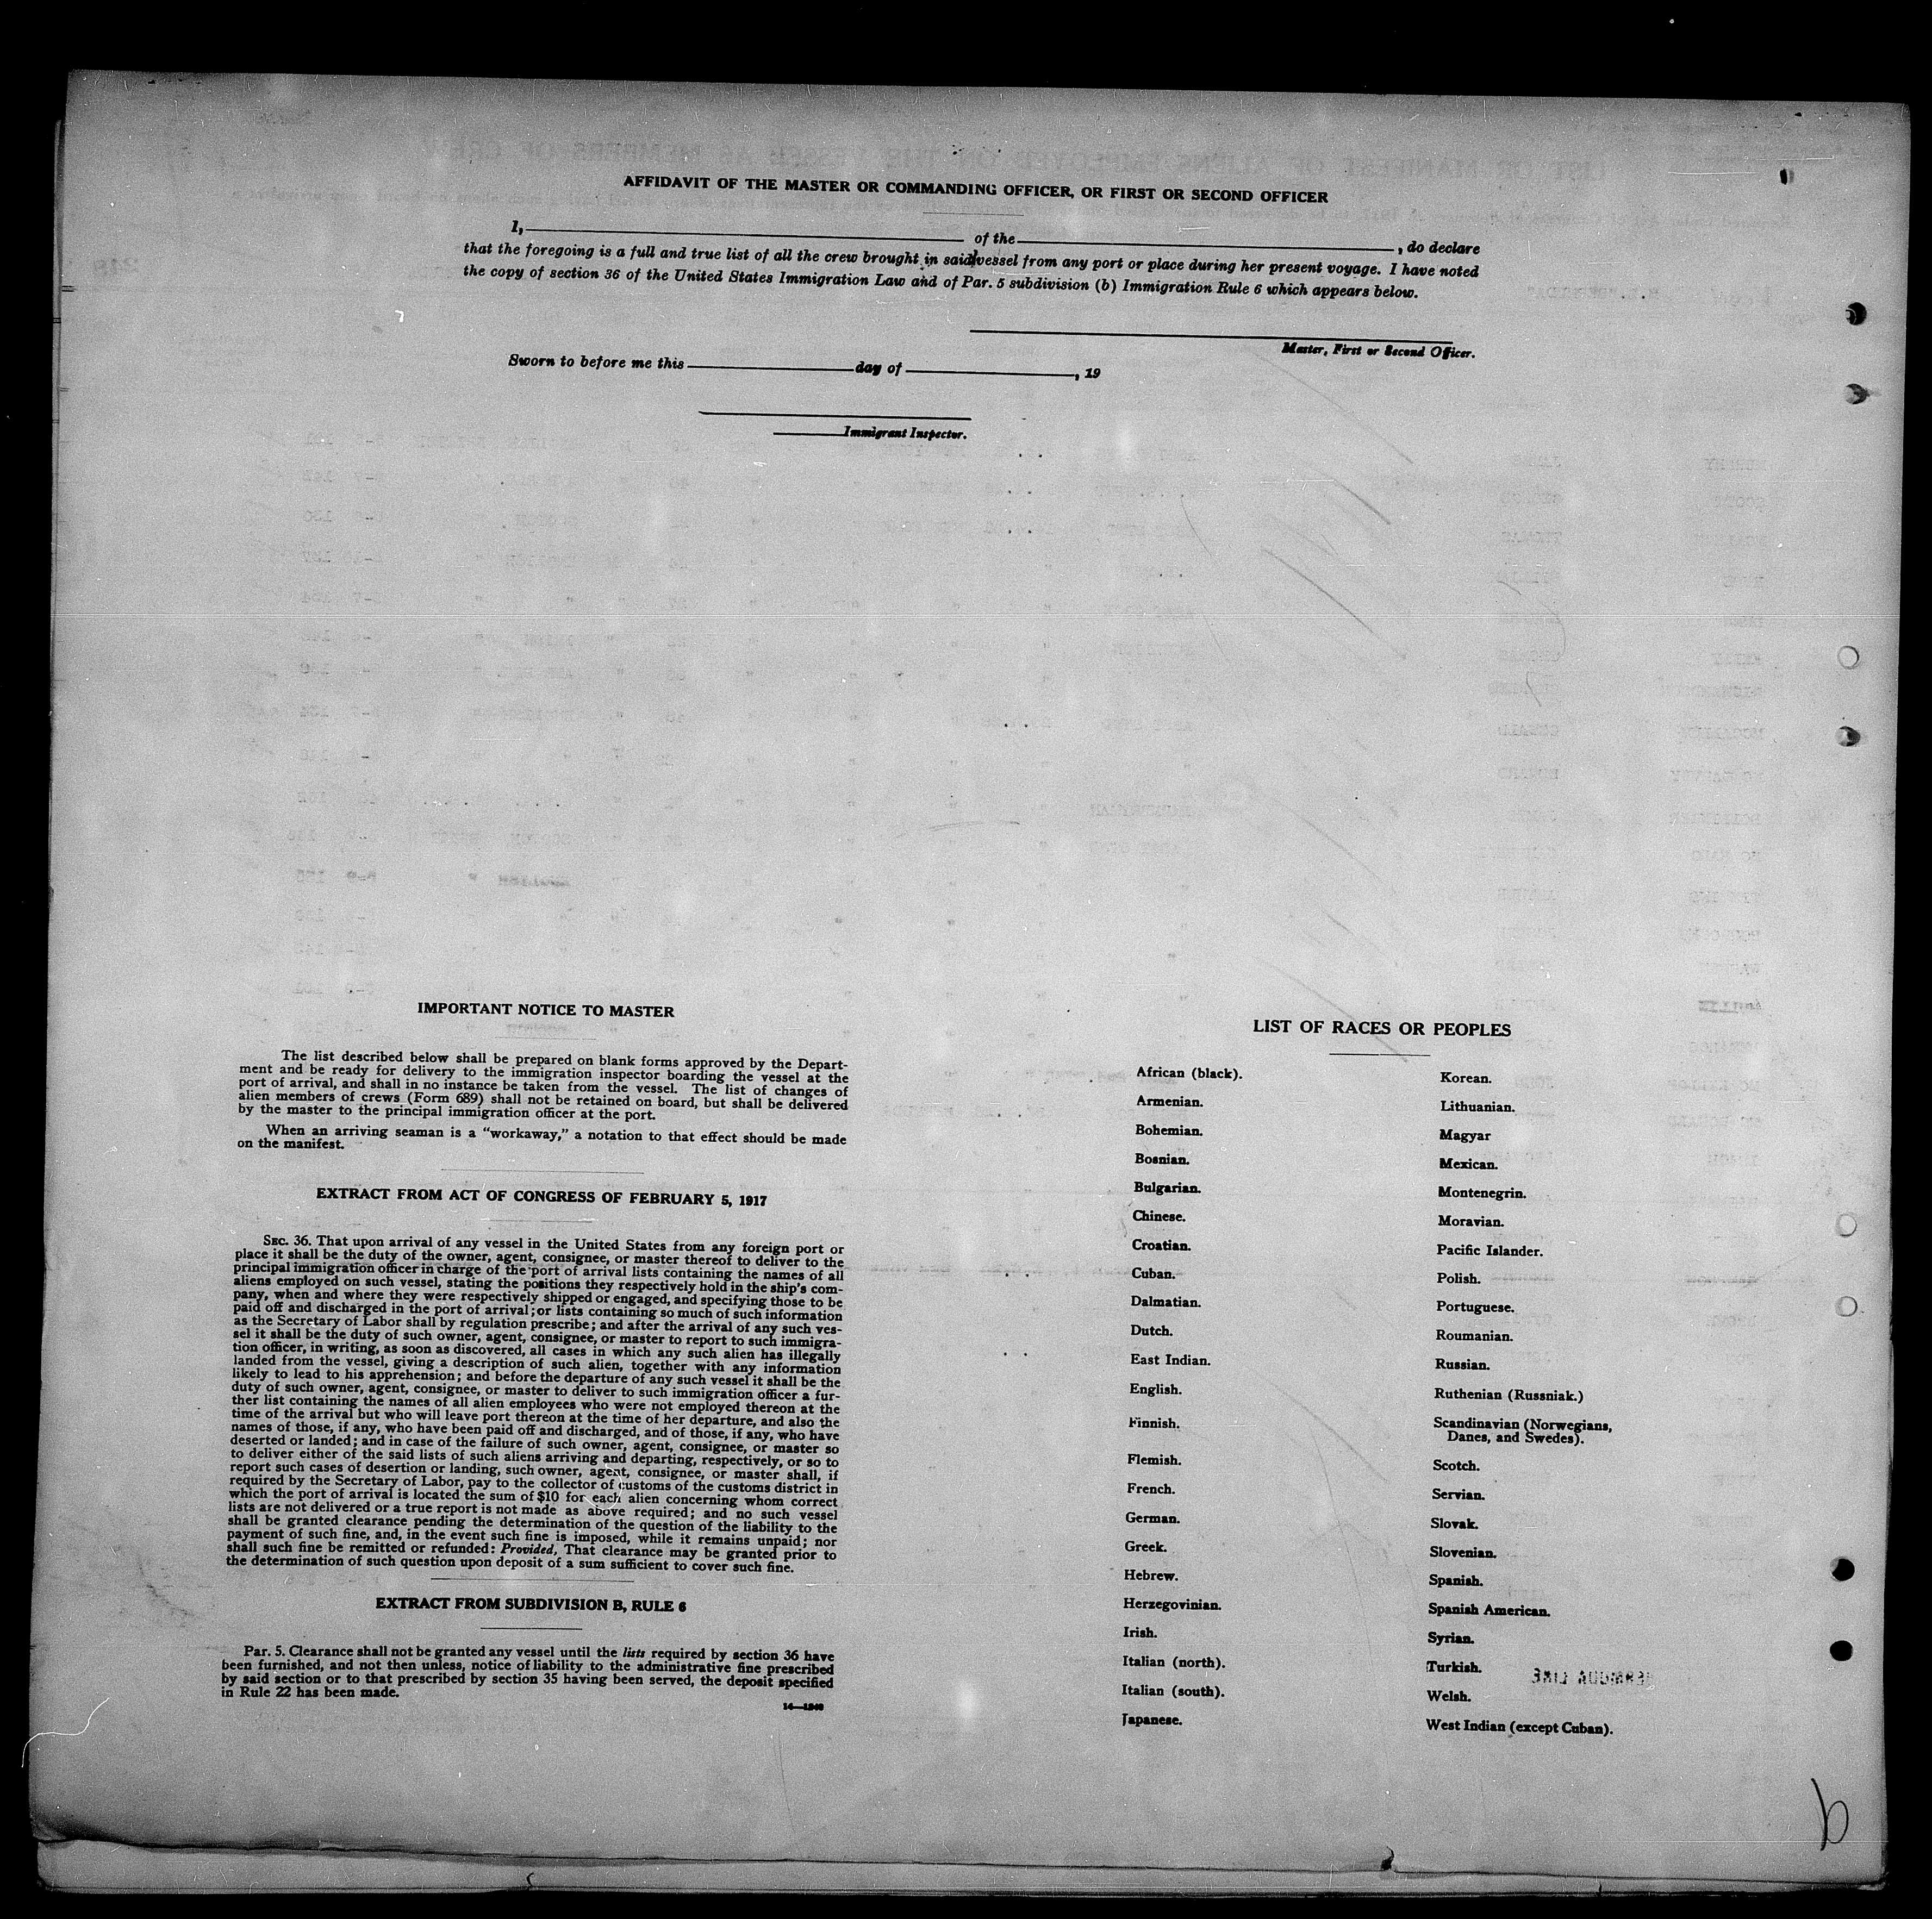 AFFIDAVIT OF THE MASTER OR COMMANDING OFFICER, OR FIRST OR SECOND OFFICER
I, of the , do declare
that the foregoing is a full and true list of all the crew brought in said vessel from any port or place during her present voyage. I have noted
the copy of section 36 of the United States Immigration Law and of Par. 5 subdivision (b) Immigration Rule 6 which appears below.
Master, First or Second Officer.
Sworn to before me this day of , 19
Immigrant Inspector.
IMPORTANT NOTICE TO MASTER
The list described below shall be prepared on blank forms approved by the Depart-
ment and be ready for delivery to the immigration inspector boarding the vessel at the
port of arrival, and shall in no instance be taken from the vessel. The list of changes of
alien members of crews (Form 689) shall not be retained on board, but shall be delivered
by the master to the principal immigration officer at the port.
When an arriving seaman is a "workaway," a notation to that effect should be made
on the manifest.
EXTRACT FROM ACT OF CONGRESS OF FEBRUARY 5, 1917
SEC. 36. That upon arrival of any vessel in the United States from any foreign port or
place it shall be the duty of the owner, agent, consignee, or master thereof to deliver to the
principal immigration officer in charge of the port of arrival lists containing the names of all
aliens employed on such vessel, stating the positions they respectively hold in the ship's com-
pany, when and where they were respectively shipped or engaged, and specifying those to be
paid off and discharged in the port of arrival; or lists containing so much of such information
as the Secretary of Labor shall by regulation prescribe; and after the arrival of any such ves-
sel it shall be the duty of such owner, agent, consignee, or master to report to such immigra-
tion officer, in writing, as soon as discovered, all cases in which any such alien has illegally
landed from the vessel, giving a description of such alien, together with any information
likely to lead to his apprehension; and before the departure of any such vessel it shall be the
duty of such owner, agent, consignee, or master to deliver to such immigration officer a fur-
ther list containing the names of all alien employees who were not employed thereon at the
time of the arrival but who will leave port thereon at the time of her departure, and also the
names of those, if any, who have been paid off and discharged, and of those, if any, who have
deserted or landed; and in case of the failure of such owner, agent, consignee, or master so
to deliver either of the said lists of such aliens arriving and departing, respectively, or so to
report such cases of desertion or landing, such owner, agent, consignee, or master shall, if
required by the Secretary of Labor, pay to the collector of customs of the customs district in
which the port of arrival is located the sum of $10 for each alien concerning whom correct
lists are not delivered or a true report is not made as above required; and no such vessel
shall be granted clearance pending the determination of the question of the liability to the
payment of such fine, and, in the event such fine is imposed, while it remains unpaid; nor
shall such fine be remitted or refunded: Provided, That clearance may be granted prior to
the determination of such question upon deposit of a sum sufficient to cover such fine.
EXTRACT FROM SUBDIVISION B, RULE 6
Par. 5. Clearance shall not be granted any vessel until the lists required by section 36 have
been furnished, and not then unless, notice of liability to the administrative fine prescribed
by said section or to that prescribed by section 35 having been served, the deposit specified
in Rule 22 has been made.
14—1240
LIST OF RACES OR PEOPLES
African (black).
Armenian.
Bohemian.
Bosnian.
Bulgarian.
Chinese.
Croatian.
Cuban.
Dalmatian.
Dutch.
East Indian.
English.
Finnish.
Flemish.
French.
German.
Greek.
Hebrew.
Herzegovinian.
Irish.
Italian (north).
Italian (south).
Japanese.
Korean.
Lithuanian.
Magyar
Mexican.
Montenegrin.
Moravian.
Pacific Islander.
Polish.
Portuguese.
Roumanian.
Russian.
Ruthenian (Russniak.)
Scandinavian (Norwegians,
Danes, and Swedes).
Scotch.
Servian.
Slovak.
Slovenian.
Spanish.
Spanish American.
Syrian.
Turkish.
Welsh.
West Indian (except Cuban).